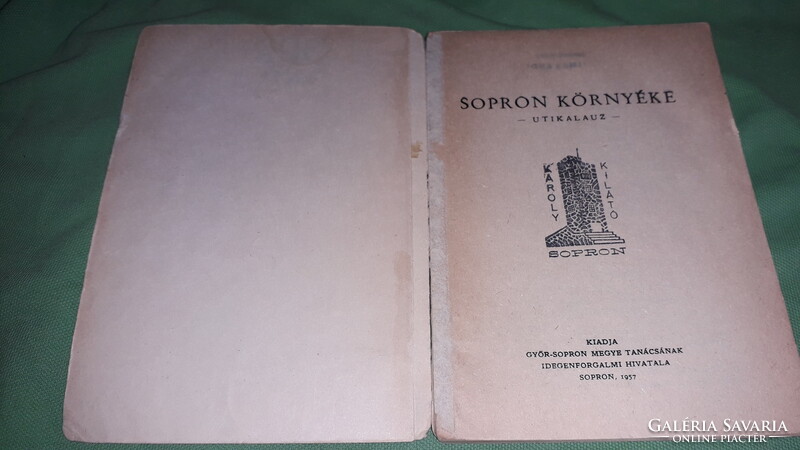 SOPRON KÖRNYÉKE
— UTIKALAUZ —
KÁROLY
KILÁTÓ
SOPRON
KIADJA
GYŐR-SOPRON MEGYE TANÁCSÁNAK
IDEGENFORGALMI HIVATALA
SOPRON, 1957
GALÉRIA SAVARIA
ONLINE PIACTÉR